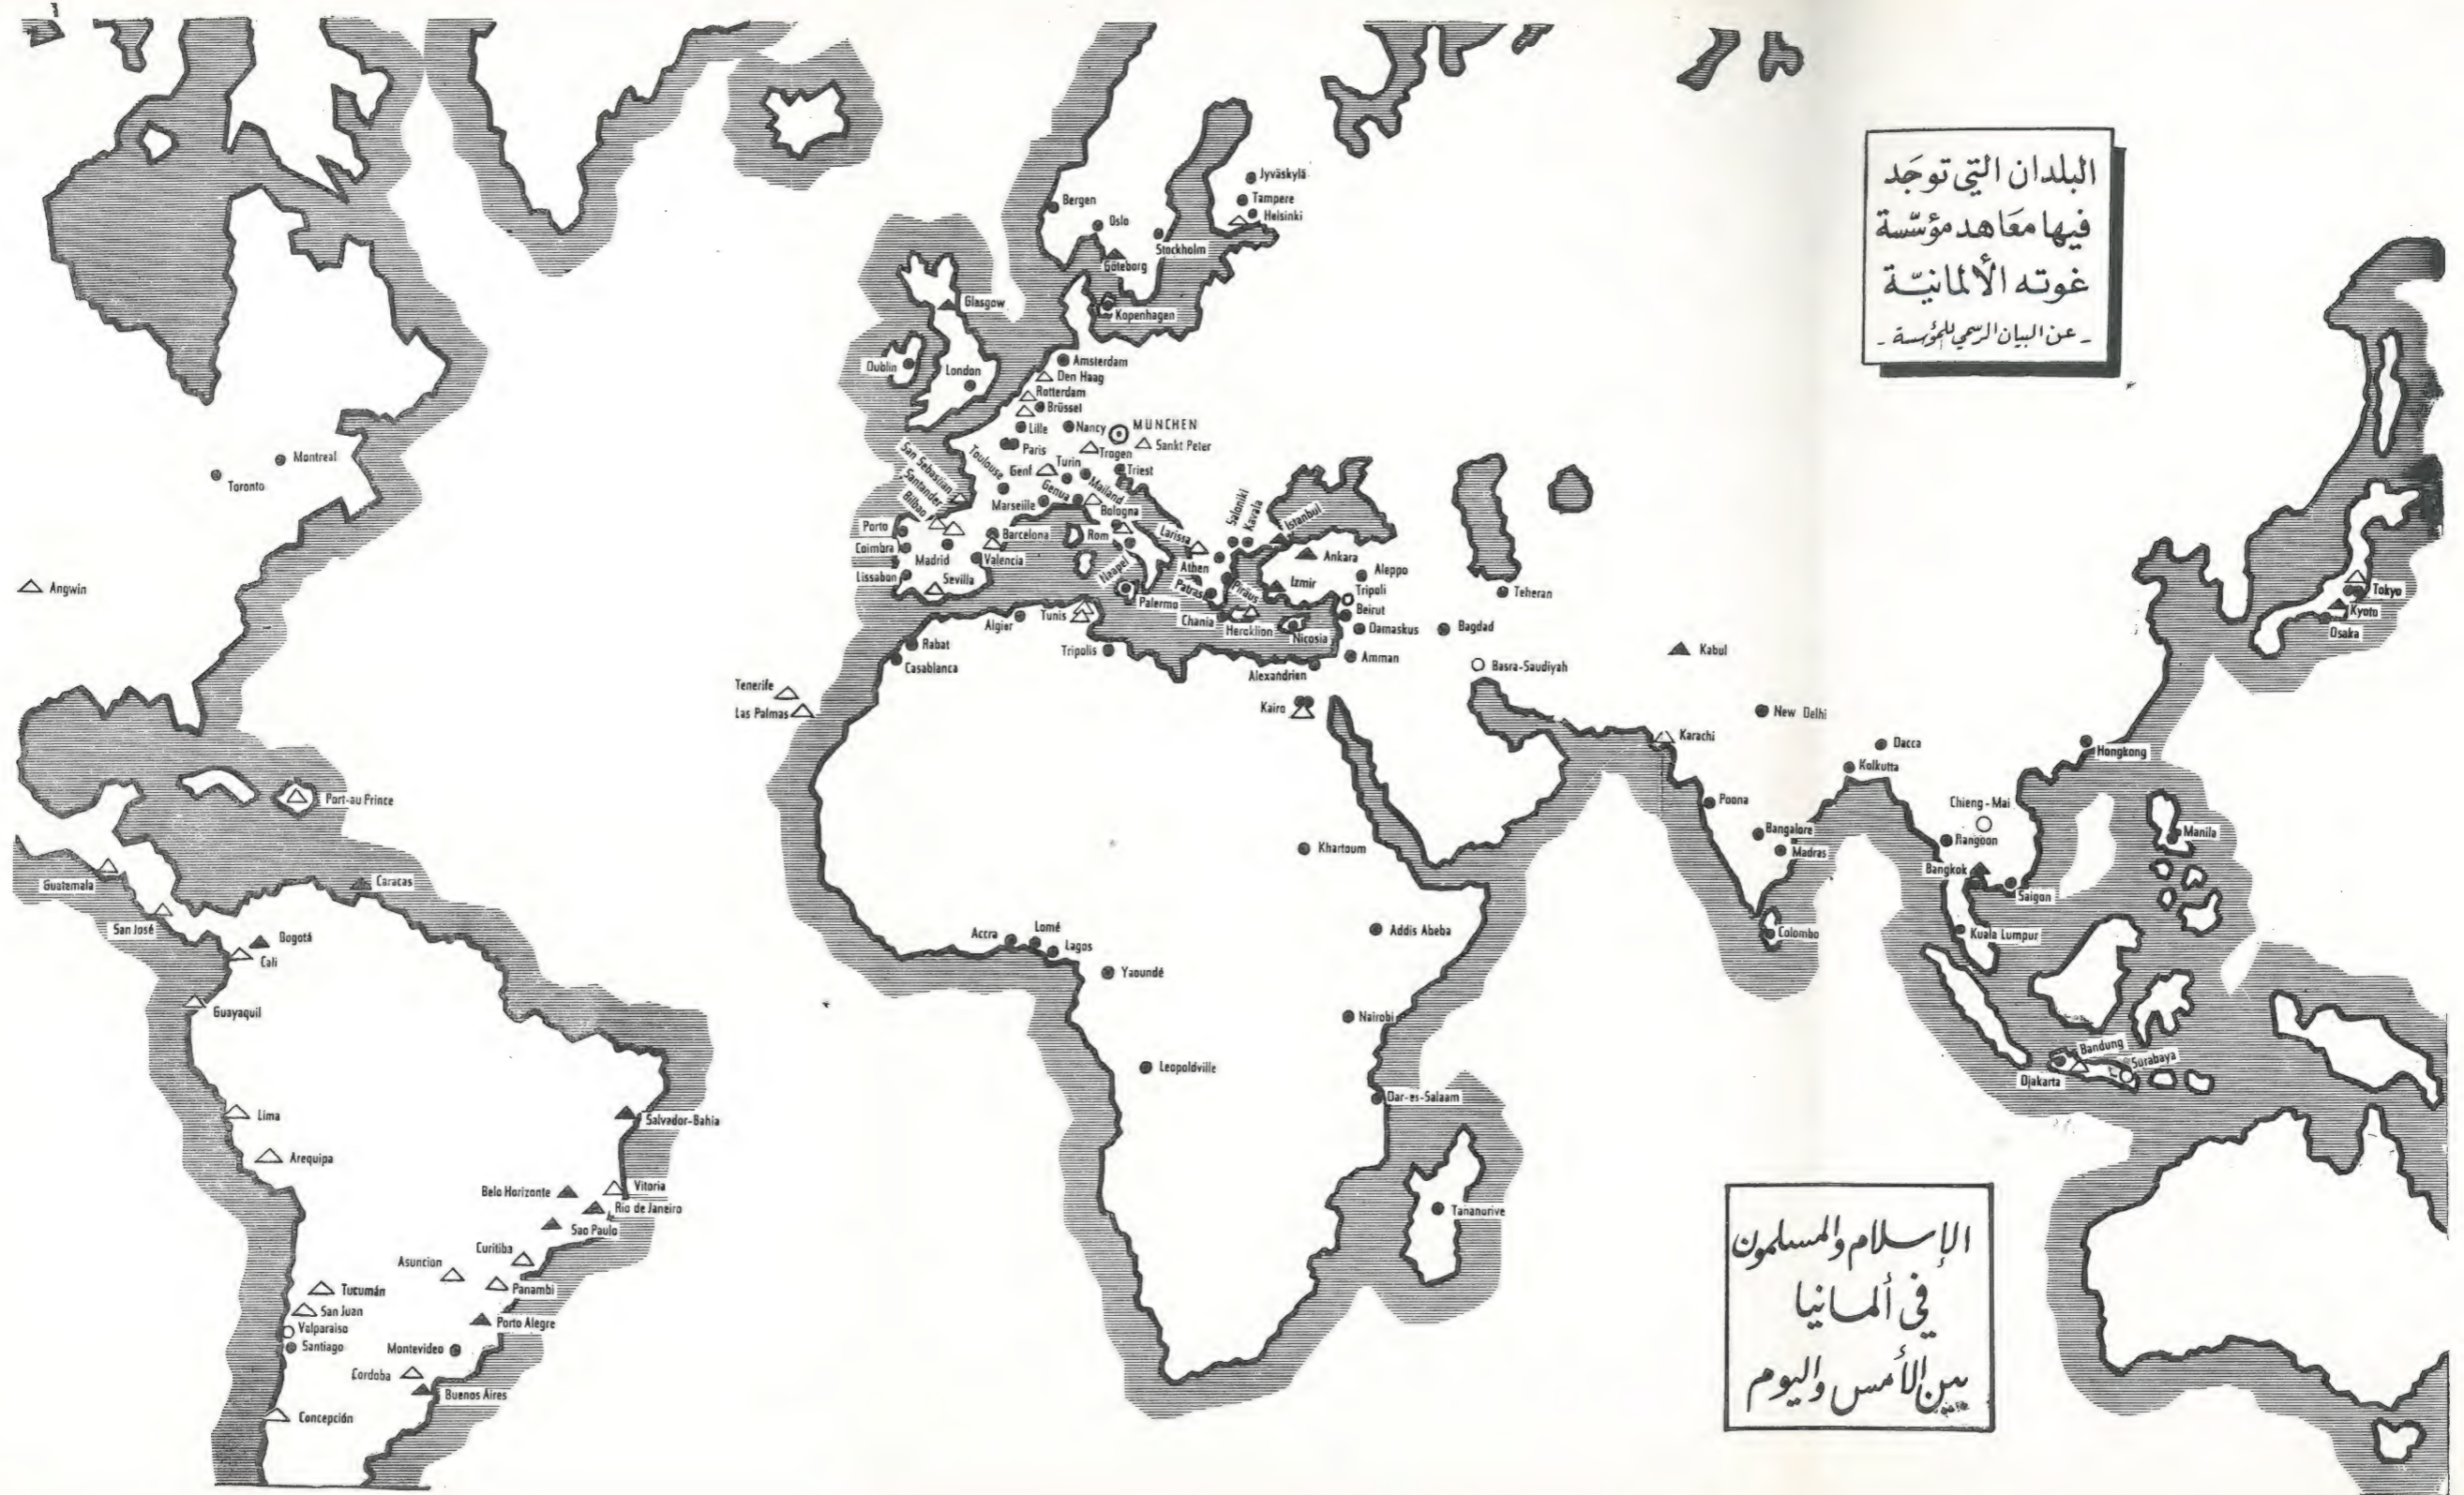 البلدان التي توجَد
فيها معَاهد مؤسّسة
غوته الألمانيّة
- عن البيان الرسمي للمؤسسة -
Jyväskylä
Tampere
Helsinki
Bergen
Oslo
Stockholm
Göteborg
Kopenhagen
Glasgow
Dublin
London
Amsterdam
Den Haag
Rotterdam
Brüssel
Lille
Nancy
MÜNCHEN
Paris
Trogen
Sankt Peter
San Sebastian
Santander
Bilbao
Toulouse
Genf
Turin
Mailand
Triest
Marseille
Genua
Bologna
Porto
Coimbra
Lissabon
Madrid
Barcelona
Valencia
Sevilla
Rom
Neapel
Palermo
Larissa
Saloniki
Kavala
Istanbul
Athen
Patras
Piräus
Ankara
Izmir
Aleppo
Tripoli
Beirut
Damaskus
Bagdad
Teheran
Chania
Heraklion
Nicosia
Amman
Alexandrien
Kairo
Algier
Tunis
Tripolis
Rabat
Casablanca
Tenerife
Las Palmas
Montreal
Toronto
Angwin
Basra-Saudiyah
Kabul
Karachi
New Delhi
Dacca
Kolkutta
Poona
Bangalore
Madras
Colombo
Chieng-Mai
Rangoon
Bangkok
Saigon
Kuala Lumpur
Hongkong
Manila
Tokyo
Kyoto
Osaka
Bandung
Surabaya
Djakarta
Port-au Prince
Guatemala
San José
Caracas
Bogotá
Cali
Guayaquil
Lima
Arequipa
Salvador-Bahia
Belo Horizonte
Vitoria
Rio de Janeiro
Sao Paulo
Curitiba
Asuncion
Panambi
Tucumán
San Juan
Valparaiso
Santiago
Porto Alegre
Montevideo
Cordoba
Buenos Aires
Concepción
Khartoum
Accra
Lomé
Lagos
Yaoundé
Addis Abeba
Nairobi
Leopoldville
Dar-es-Salaam
Tananarive
الإسلام والمسلمون
في ألمانيا
بين الأمس واليوم